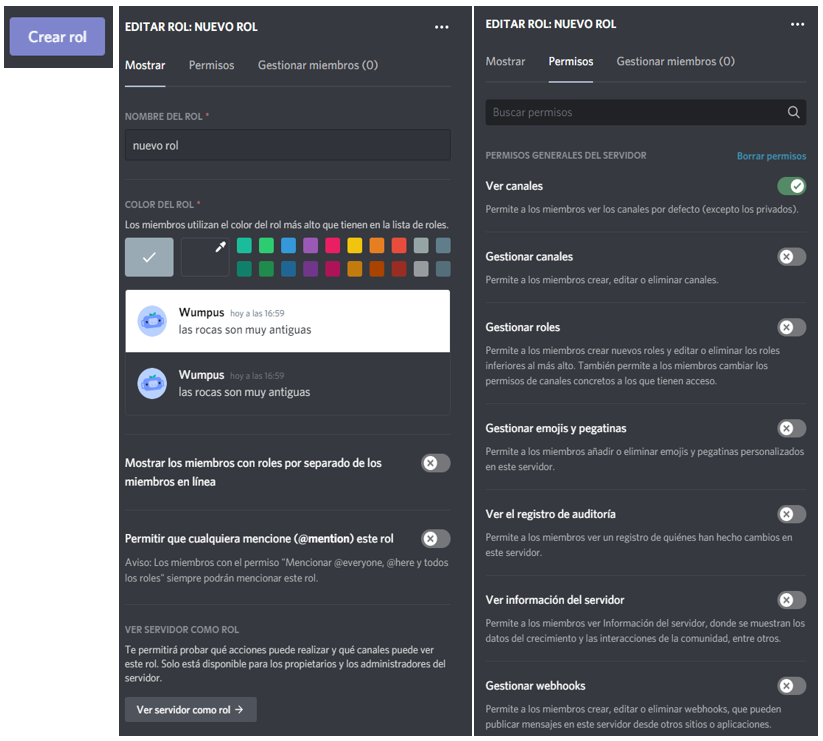 Crear rol
EDITAR ROL: NUEVO ROL
Mostrar Permisos Gestionar miembros (0)
NOMBRE DEL ROL *
nuevo rol
COLOR DEL ROL *
Los miembros utilizan el color del rol más alto que tienen en la lista de roles.
Wumpus hoy a las 16:59
las rocas son muy antiguas
Wumpus hoy a las 16:59
las rocas son muy antiguas
Mostrar los miembros con roles por separado de los
miembros en línea
Permitir que cualquiera mencione (@mention) este rol
Aviso: Los miembros con el permiso "Mencionar @everyone, @here y todos
los roles" siempre podrán mencionar este rol.
VER SERVIDOR COMO ROL
Te permitirá probar qué acciones puede realizar y qué canales puede ver
este rol. Solo está disponible para los propietarios y los administradores del
servidor.
Ver servidor como rol →
EDITAR ROL: NUEVO ROL
Mostrar Permisos Gestionar miembros (0)
Buscar permisos
PERMISOS GENERALES DEL SERVIDOR Borrar permisos
Ver canales
Permite a los miembros ver los canales por defecto (excepto los privados).
Gestionar canales
Permite a los miembros crear, editar o eliminar canales.
Gestionar roles
Permite a los miembros crear nuevos roles y editar o eliminar los roles
inferiores al más alto. También permite a los miembros cambiar los
permisos de canales concretos a los que tienen acceso.
Gestionar emojis y pegatinas
Permite a los miembros añadir o eliminar emojis y pegatinas personalizados
en este servidor.
Ver el registro de auditoría
Permite a los miembros ver un registro de quiénes han hecho cambios en
este servidor.
Ver información del servidor
Permite a los miembros ver Información del servidor, donde se muestran los
datos del crecimiento y las interacciones de la comunidad, entre otros.
Gestionar webhooks
Permite a los miembros crear, editar o eliminar webhooks, que pueden
publicar mensajes en este servidor desde otros sitios o aplicaciones.